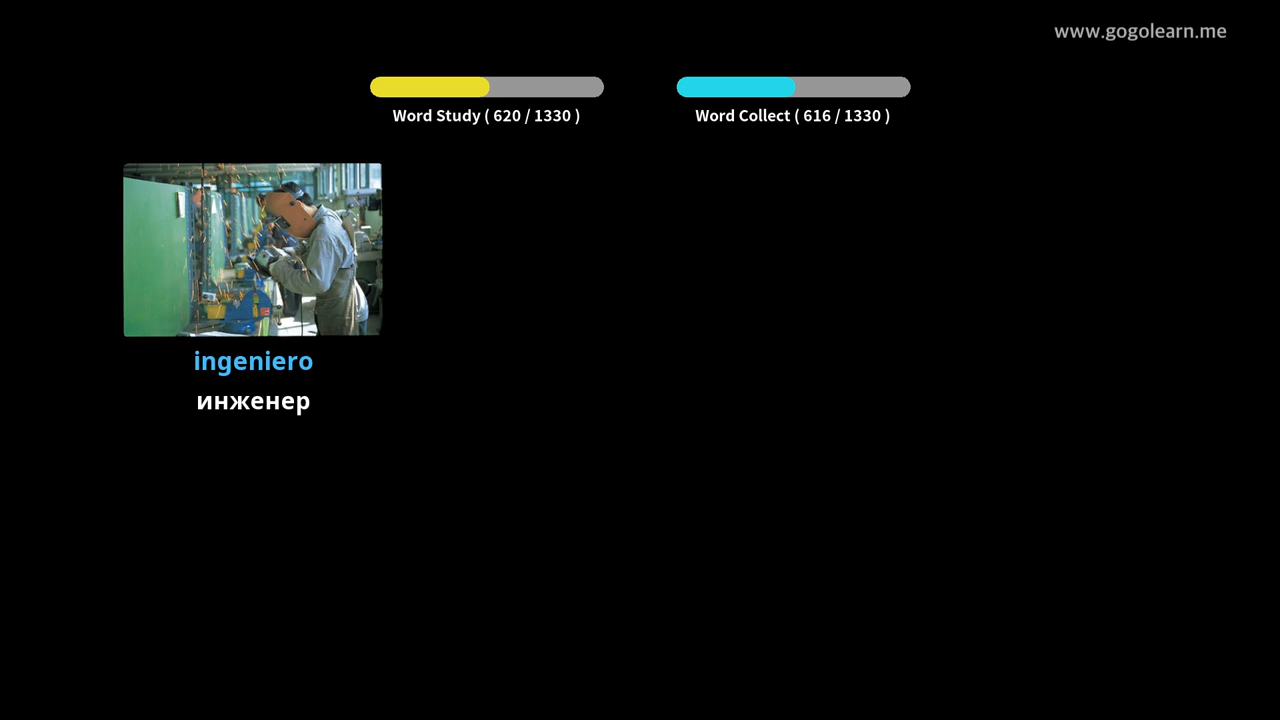 www.gogolearn.me
Word Study ( 620 / 1330 )
Word Collect ( 616 / 1330 )
ingeniero
инженер